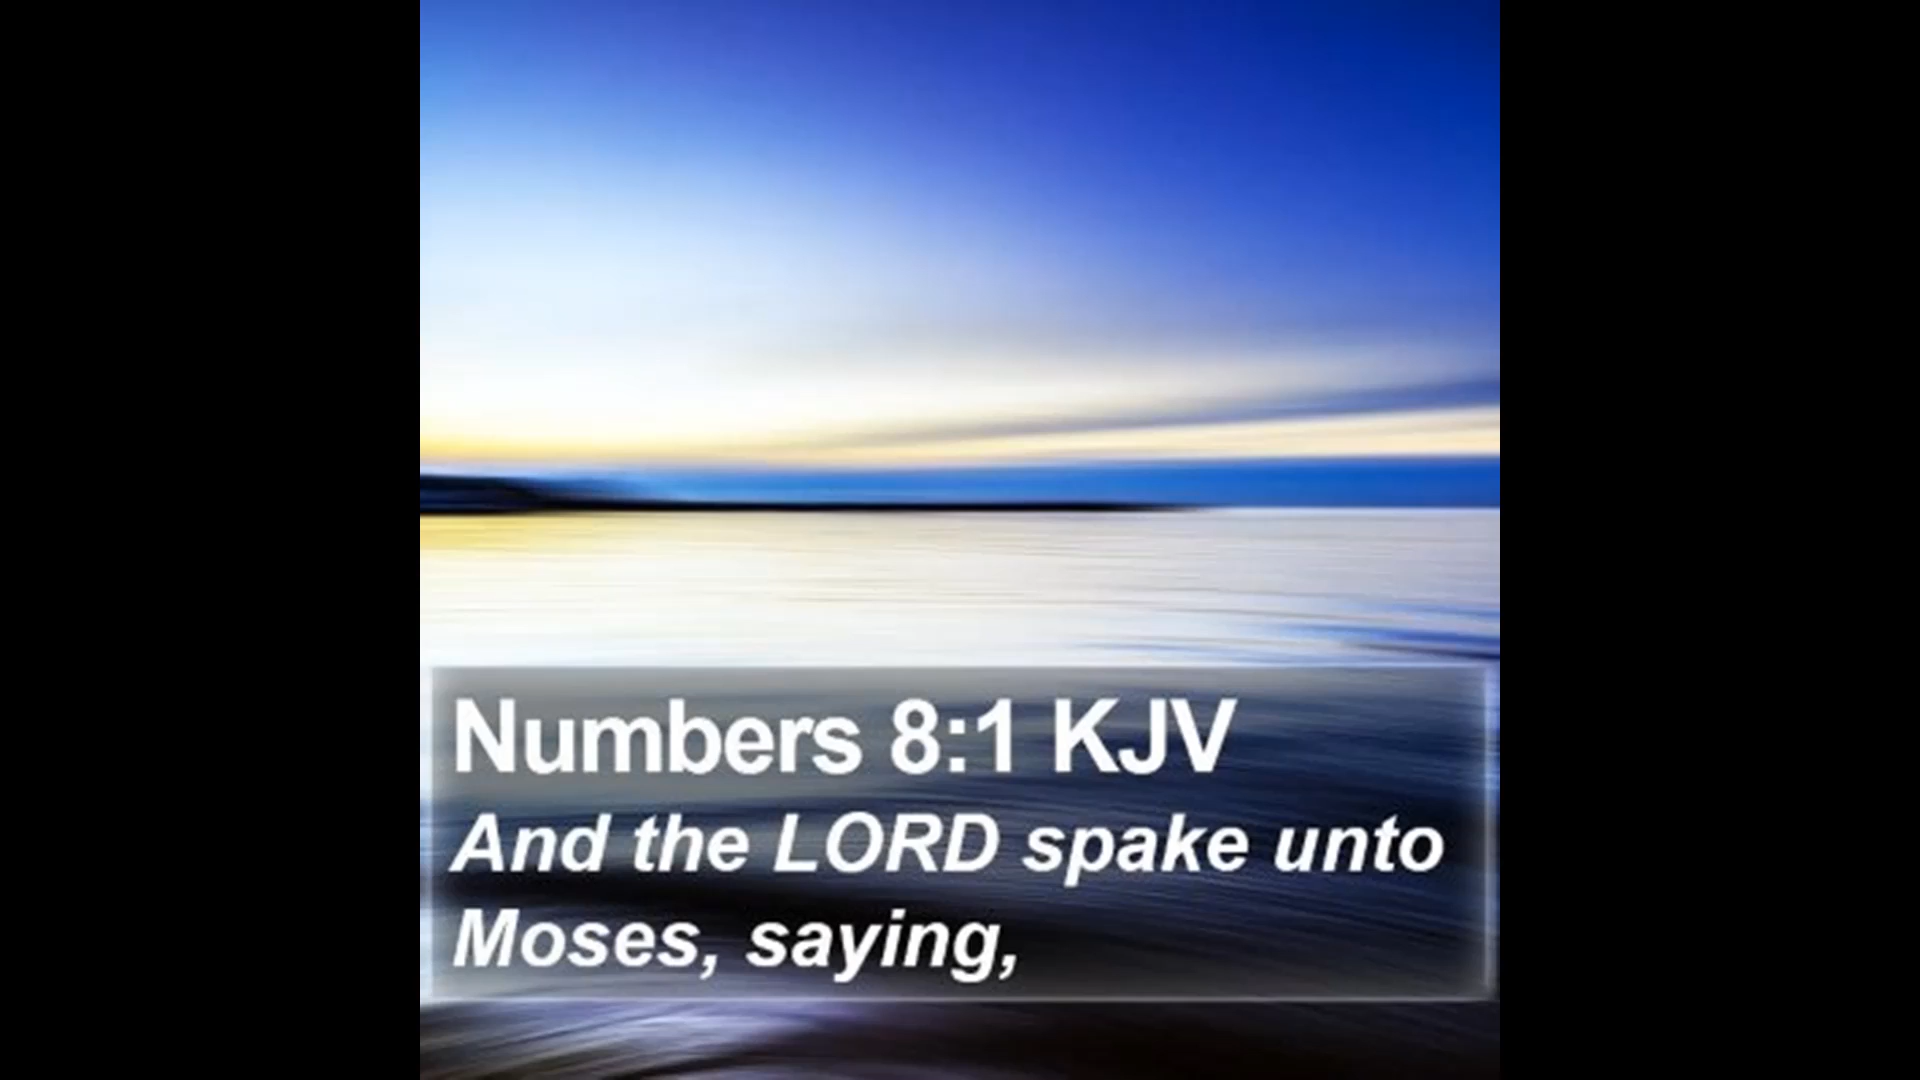 Numbers 8:1 KJV
And the LORD spake unto
Moses, saying,